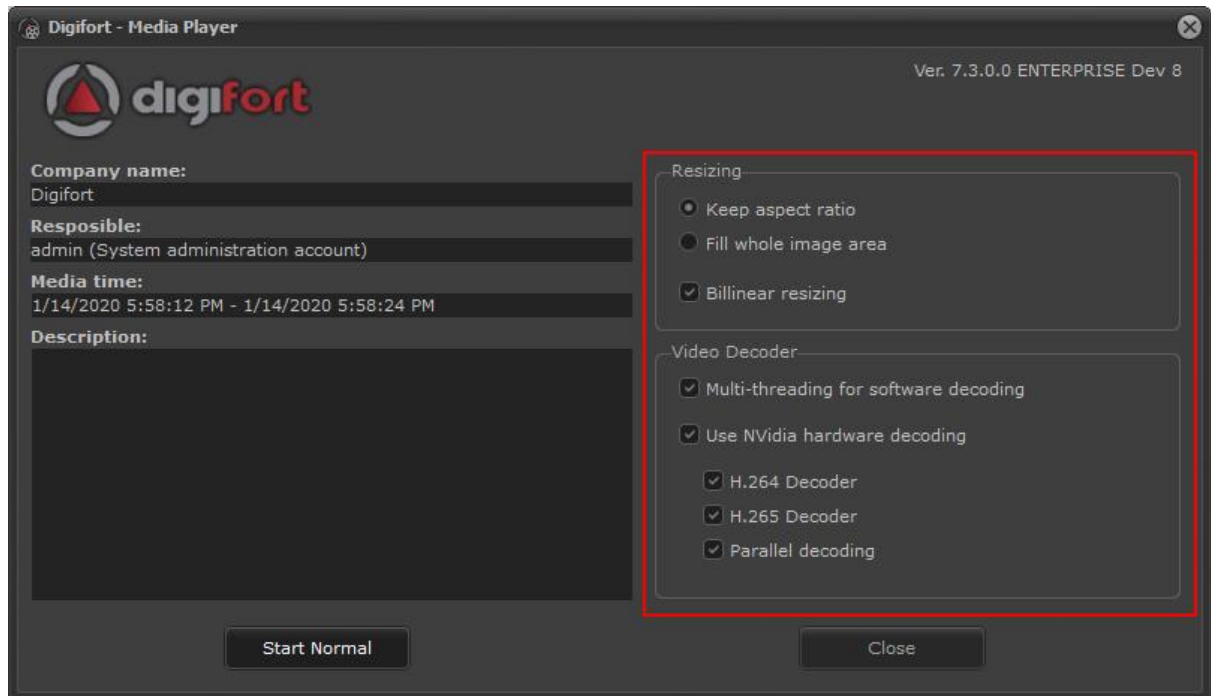 Digifort - Media Player
digifort
Ver. 7.3.0.0 ENTERPRISE Dev 8
Company name:
Digifort
Resposible:
admin (System administration account)
Media time:
1/14/2020 5:58:12 PM - 1/14/2020 5:58:24 PM
Description:
Resizing
Keep aspect ratio
Fill whole image area
Billinear resizing
Video Decoder
Multi-threading for software decoding
Use NVidia hardware decoding
H.264 Decoder
H.265 Decoder
Parallel decoding
Start Normal
Close